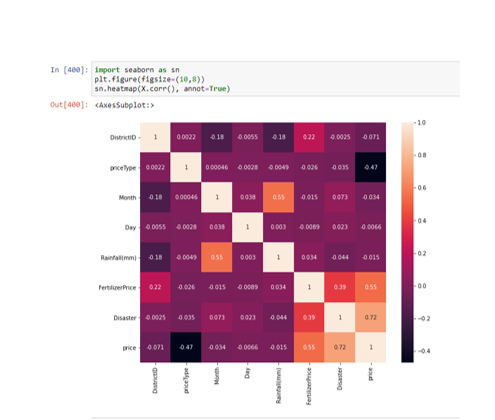 In [400]: import seaborn as sn
plt.figure(figsize=(10,8))
sn.heatmap(X.corr(), annot=True)
Out[400]: <AxesSubplot:>
DistrictID 1 0.0022 -0.18 -0.0055 -0.18 0.22 -0.0025 -0.071
priceType 0.0022 1 0.00046 -0.0028 -0.0049 -0.026 -0.035 -0.47
Month -0.18 0.00046 1 0.038 0.55 -0.015 0.073 -0.034
Day -0.0055 -0.0028 0.038 1 0.003 -0.0089 0.023 -0.0066
Rainfall(mm) -0.18 -0.0049 0.55 0.003 1 0.034 -0.044 -0.015
FertilizerPrice 0.22 -0.026 -0.015 -0.0089 0.034 1 0.39 0.55
Disaster -0.0025 -0.035 0.073 0.023 -0.044 0.39 1 0.72
price -0.071 -0.47 -0.034 -0.0066 -0.015 0.55 0.72 1
DistrictID priceType Month Day Rainfall(mm) FertilizerPrice Disaster price
1.0
0.8
0.6
0.4
0.2
0.0
-0.2
-0.4